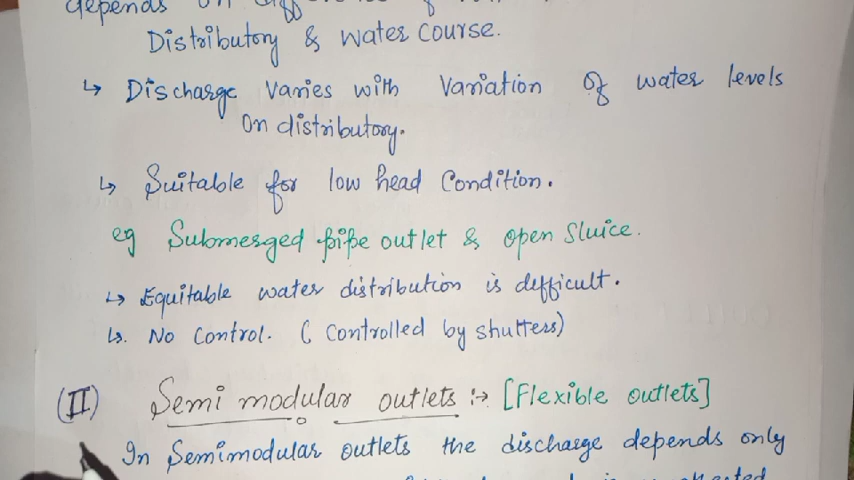 depends on
Distributory & Water Course.
↳ Discharge varies with variation of water levels
on distributory.
↳ Suitable for low head Condition.
eg Submerged pipe outlet & open Sluice.
↳ Equitable water distribution is difficult.
↳. No Control. ( Controlled by shutters)
(II) Semi modular outlets :→ [Flexible outlets]
In Semimodular outlets the discharge depends only